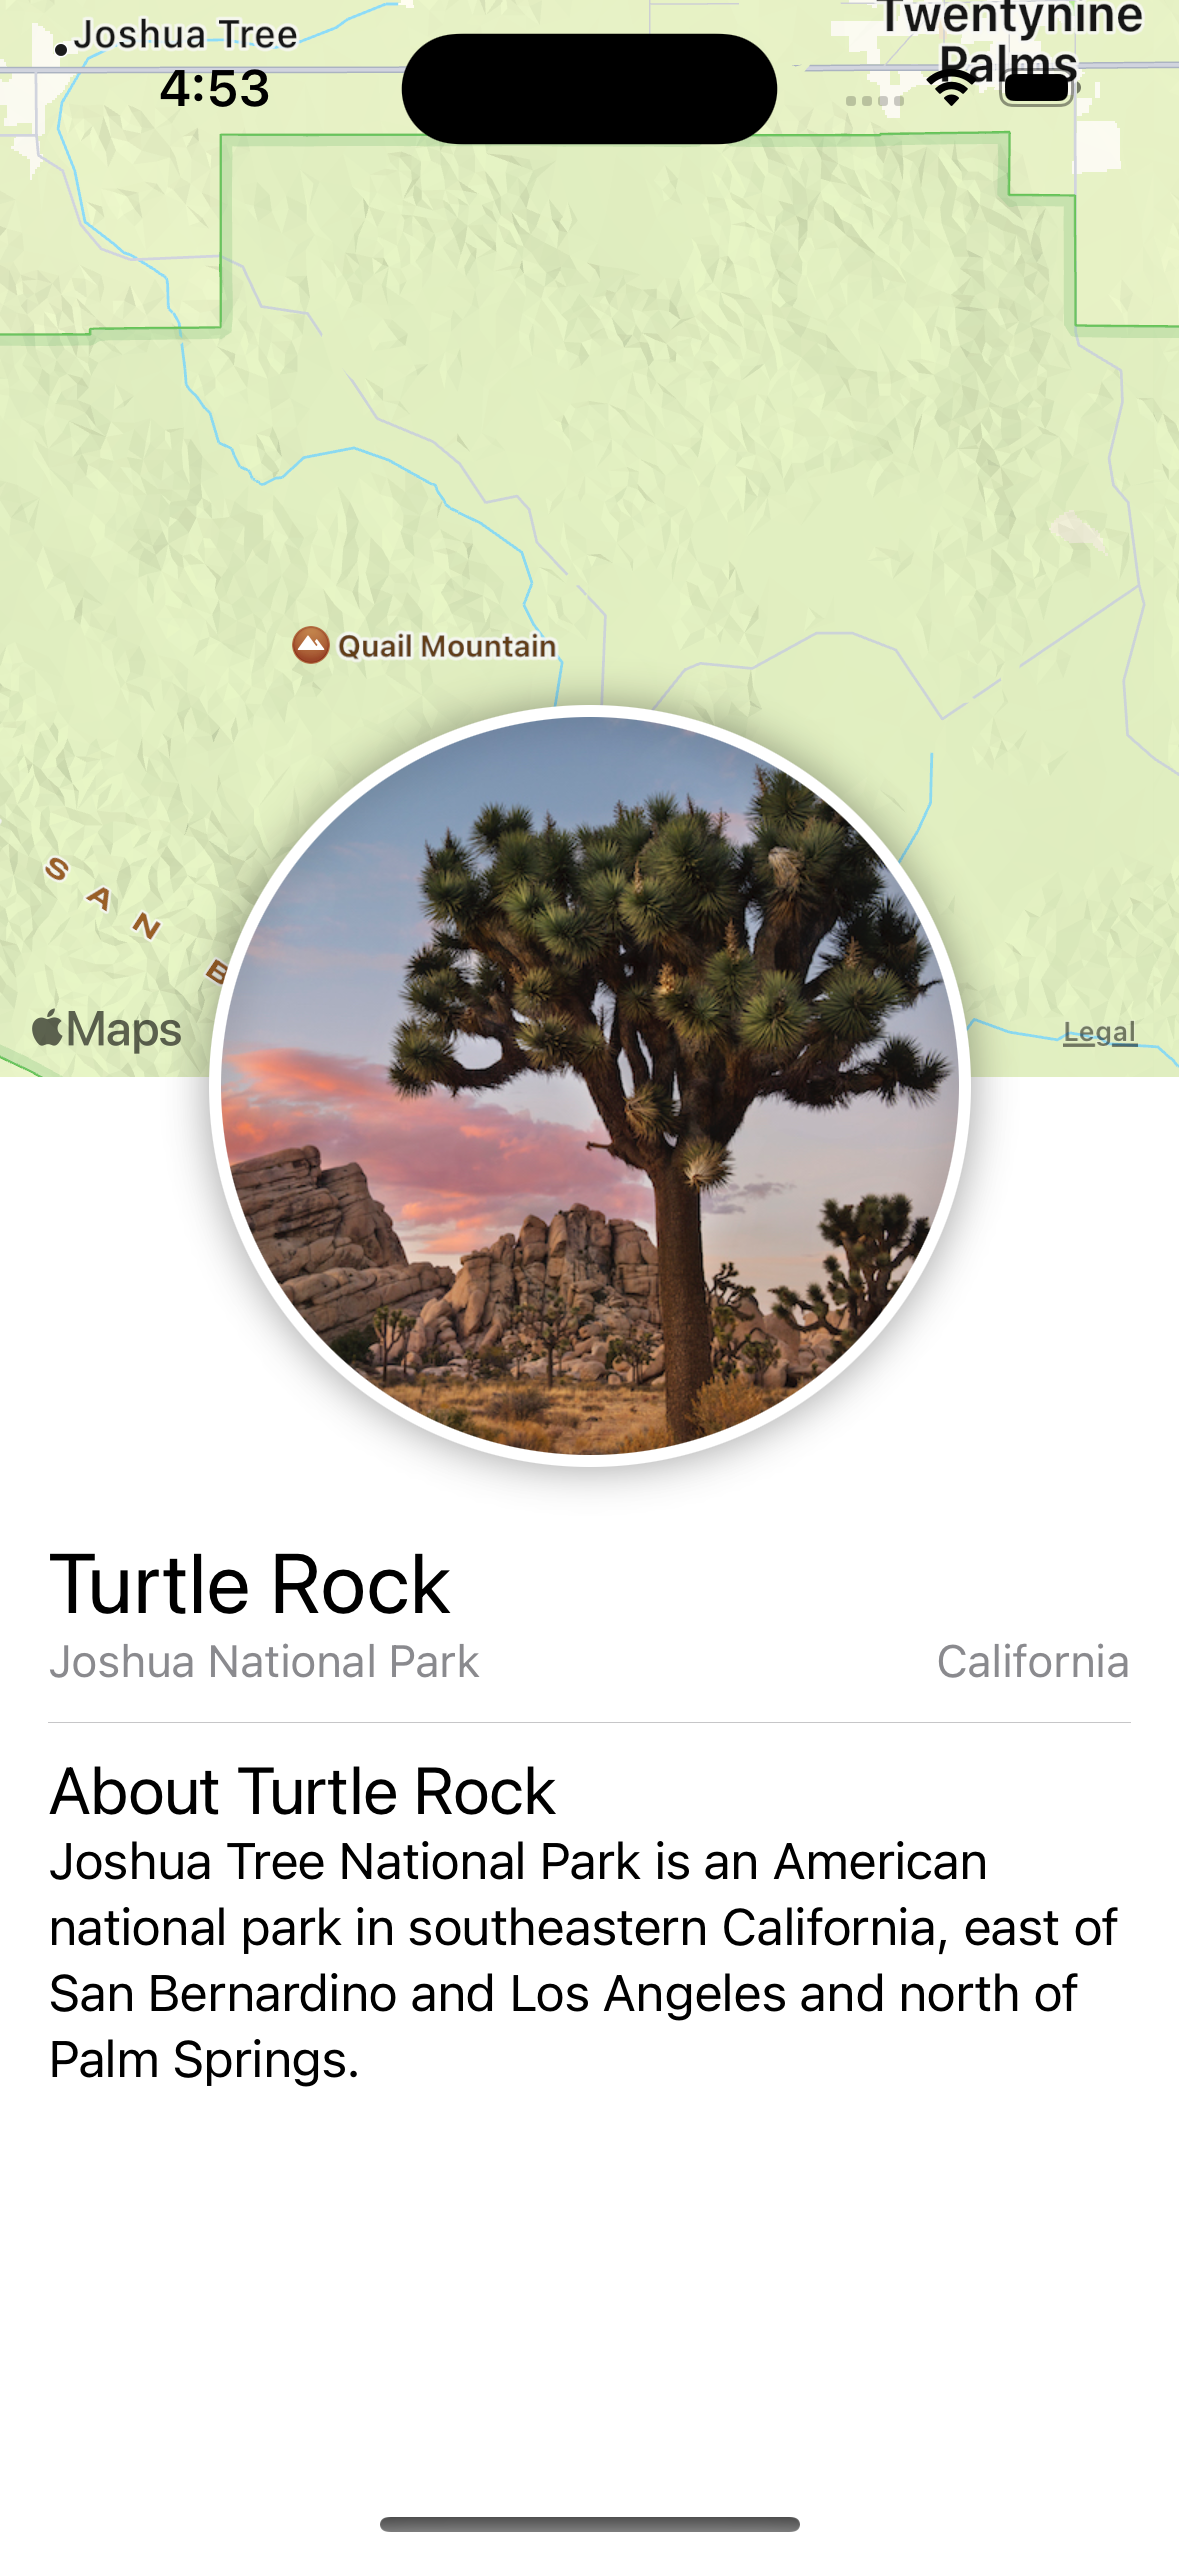 Joshua Tree
Twentynine
Palms
4:53
Quail Mountain
SAN B
Maps
Legal
Turtle Rock
Joshua National Park
California
About Turtle Rock
Joshua Tree National Park is an American
national park in southeastern California, east of
San Bernardino and Los Angeles and north of
Palm Springs.